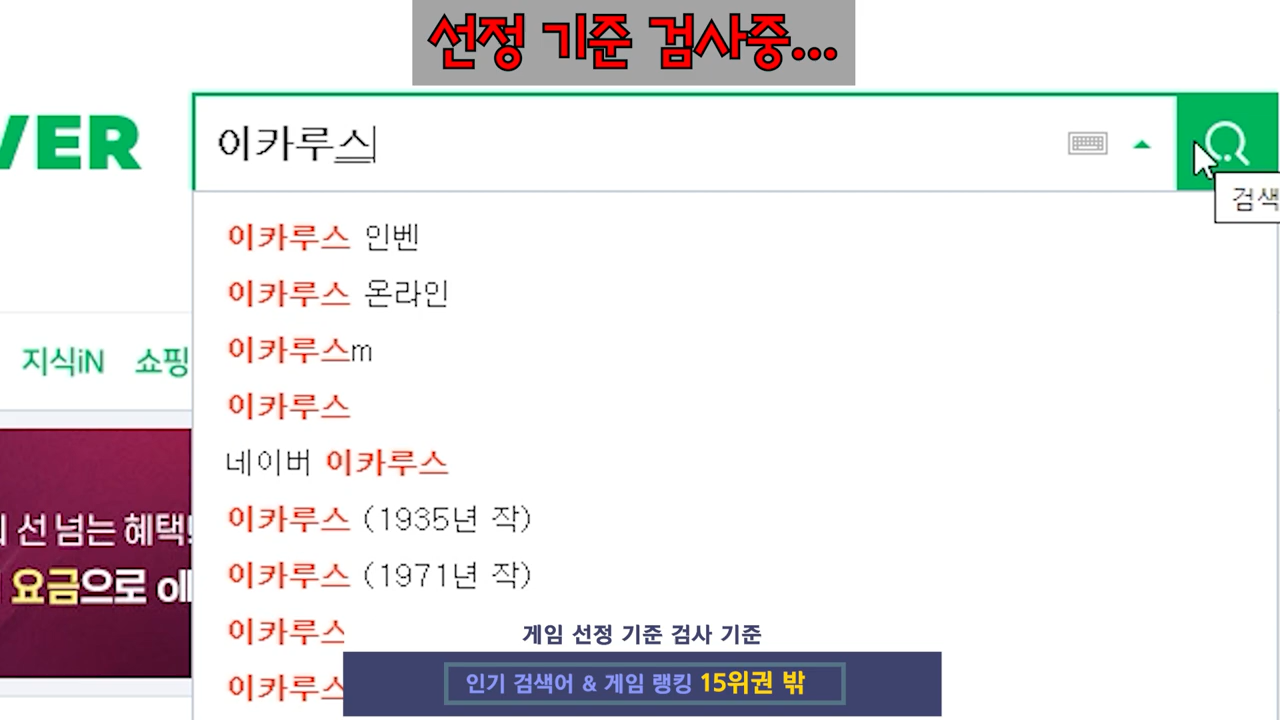 선정 기준 검사중...
VER
이카루스
검색
이카루스 인벤
이카루스 온라인
이카루스m
이카루스
네이버 이카루스
이카루스 (1935년 작)
이카루스 (1971년 작)
이카루스
이카루스
지식iN 쇼핑
선 넘는 혜택!
요금으로
게임 선정 기준 검사 기준
인기 검색어 & 게임 랭킹 15위권 밖